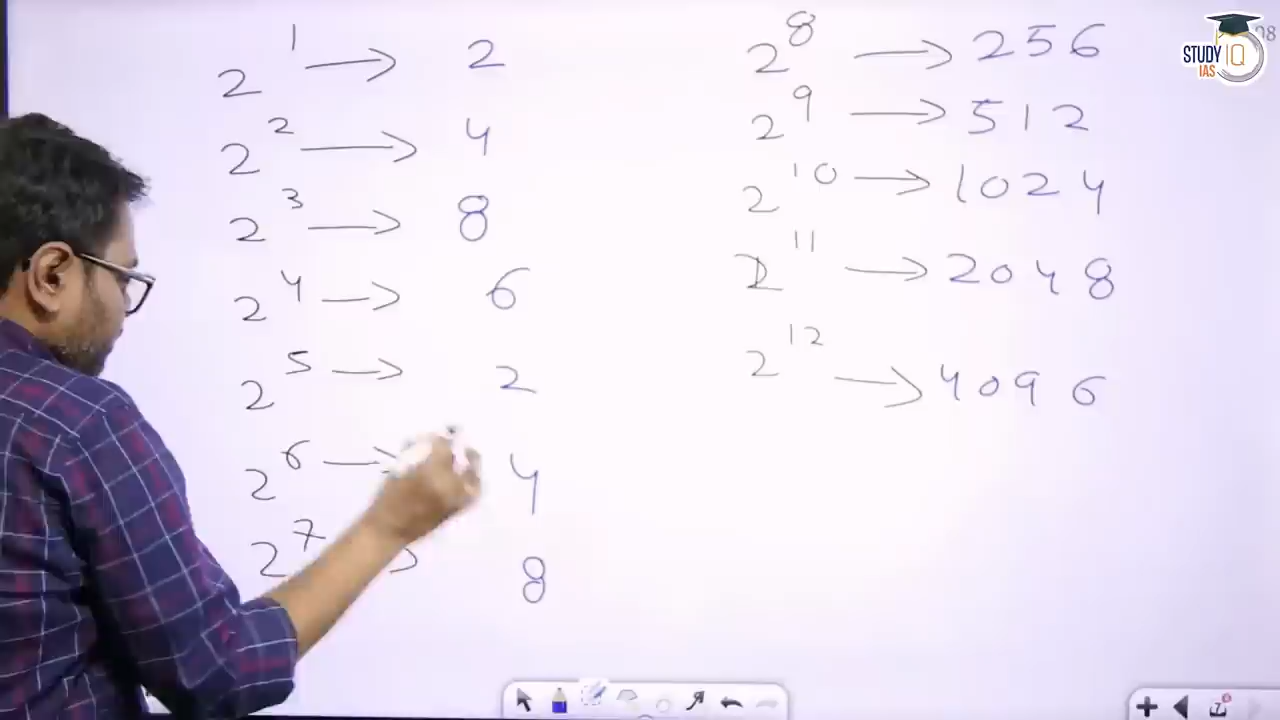 2^1 → 2
2^2 → 4
2^3 → 8
2^4 → 6
2^5 → 2
2^6 → 4
2^7 → 8
2^8 → 256
2^9 → 512
2^10 → 1024
2^11 → 2048
2^12 → 4096
STUDY IQ
IAS